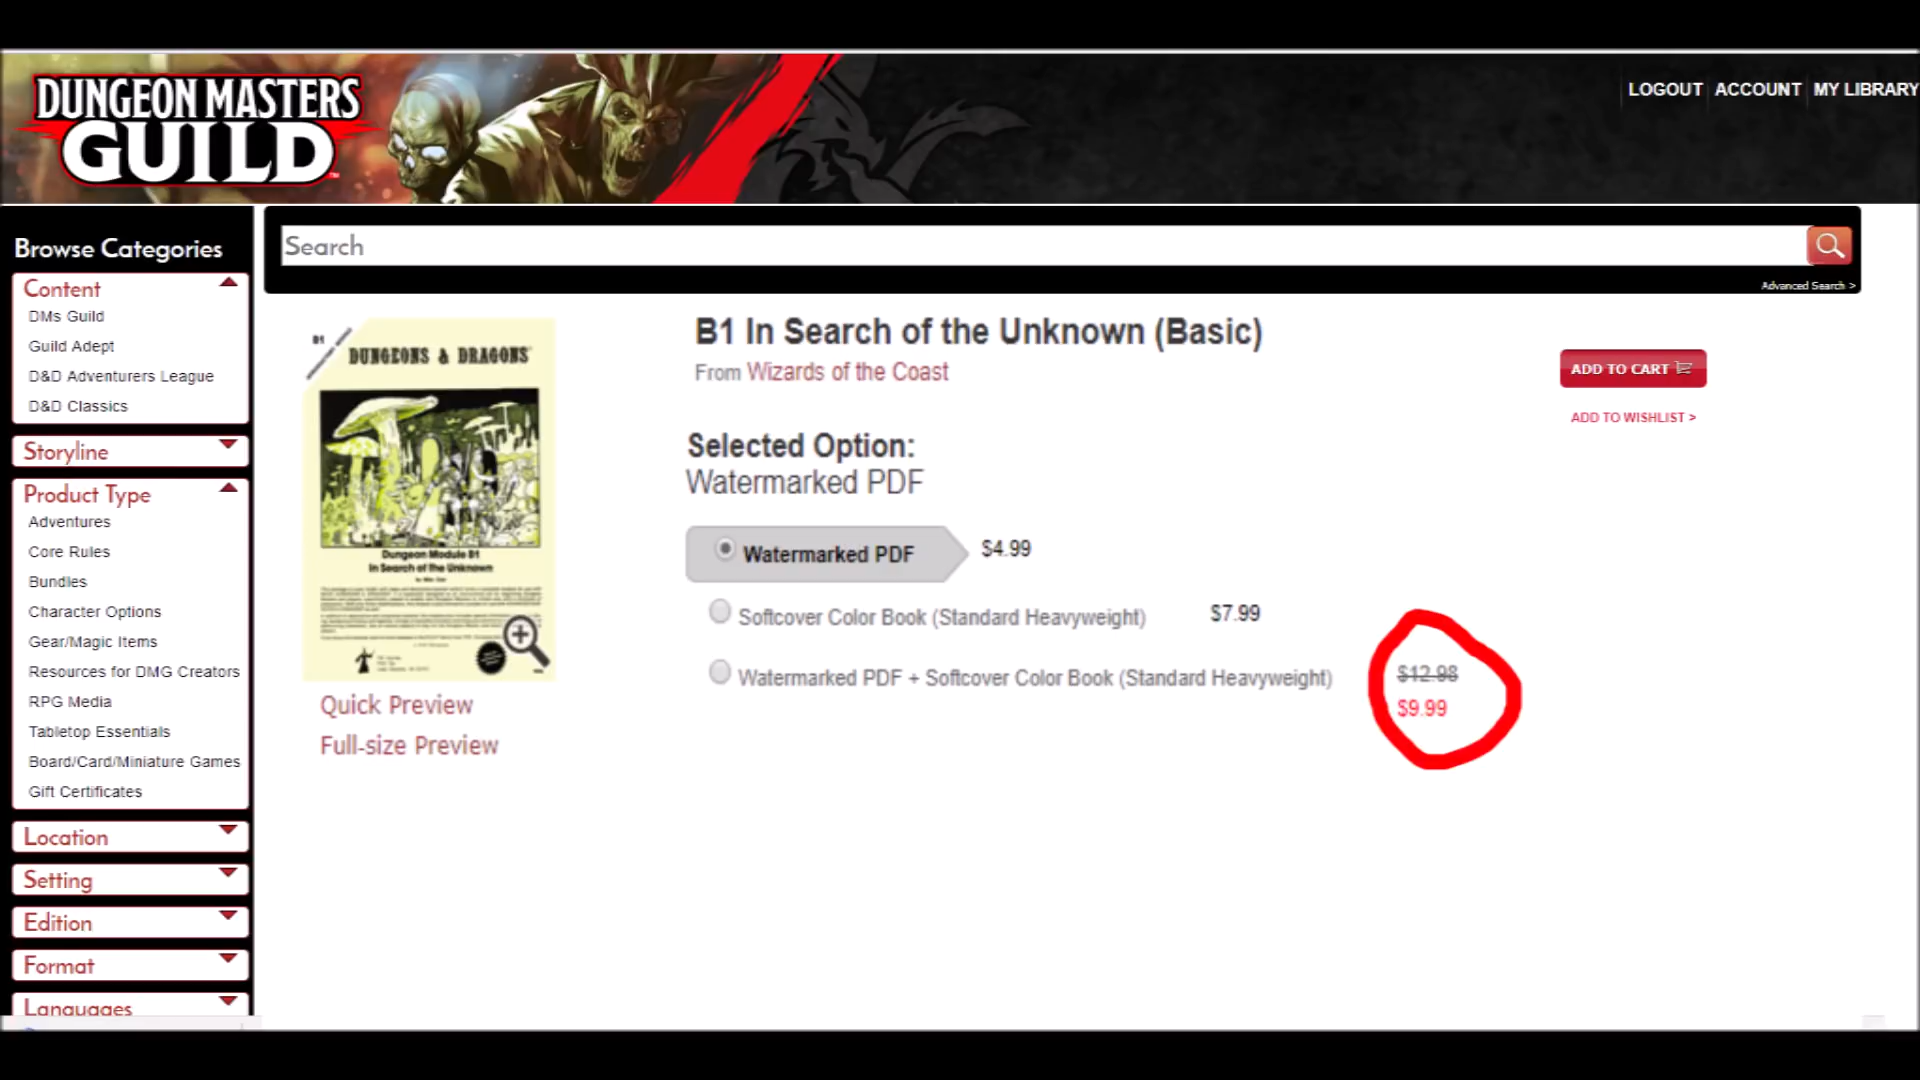 DUNGEON MASTERS
GUILD
LOGOUT ACCOUNT MY LIBRARY
Browse Categories
Content
DMs Guild
Guild Adept
D&D Adventurers League
D&D Classics
Storyline
Product Type
Adventures
Core Rules
Bundles
Character Options
Gear/Magic Items
Resources for DMG Creators
RPG Media
Tabletop Essentials
Board/Card/Miniature Games
Gift Certificates
Location
Setting
Edition
Format
Languages
Search
Advanced Search >
B1
DUNGEONS & DRAGONS
Dungeon Module B1
In Search of the Unknown
Quick Preview
Full-size Preview
B1 In Search of the Unknown (Basic)
From Wizards of the Coast
Selected Option:
Watermarked PDF
Watermarked PDF $4.99
Softcover Color Book (Standard Heavyweight) $7.99
Watermarked PDF + Softcover Color Book (Standard Heavyweight) $12.98
$9.99
ADD TO CART
ADD TO WISHLIST >